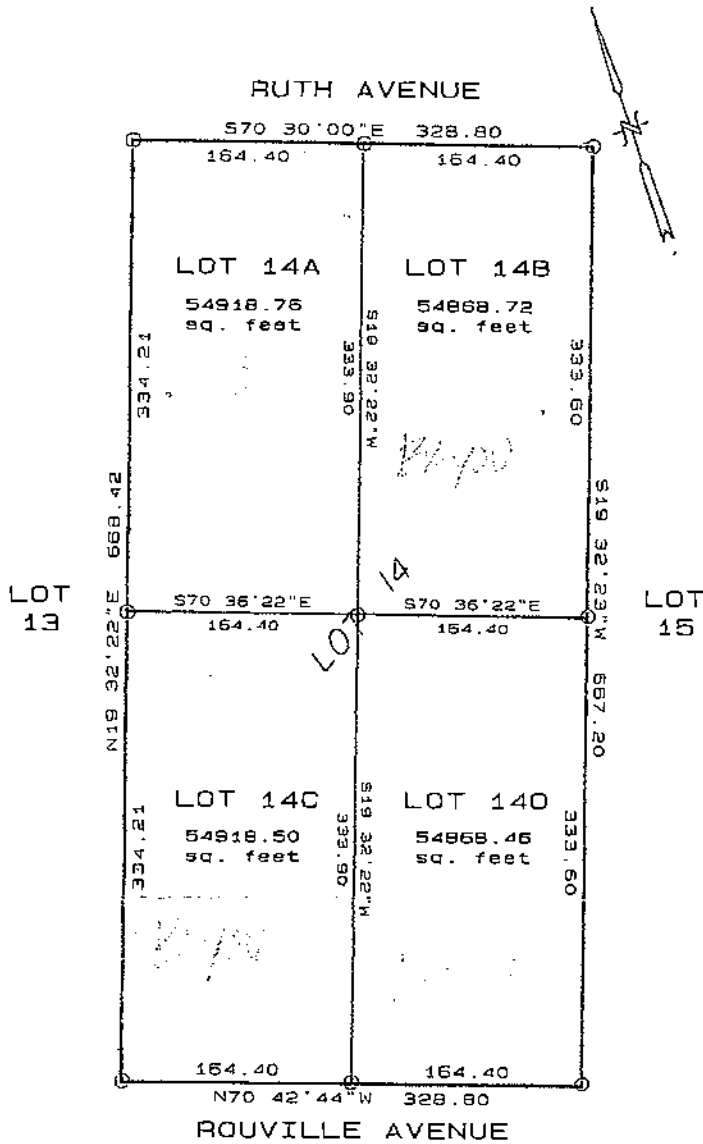 RUTH AVENUE
S70 30'00"E 328.80
164.40 164.40
N
LOT 14A
54918.76
sq. feet
LOT 14B
54868.72
sq. feet
334.21
S19 32'22"W
333.90
333.60
668.42
N19 32'22"E
S19 32'23"W
667.20
LOT
13
LOT
15
LOT 14
S70 36'22"E
164.40
S70 36'22"E
164.40
LOT 14C
54918.50
sq. feet
LOT 14D
54868.46
sq. feet
334.21
333.90
S19 32'22"W
333.60
164.40 164.40
N70 42'44"W 328.80
ROUVILLE AVENUE